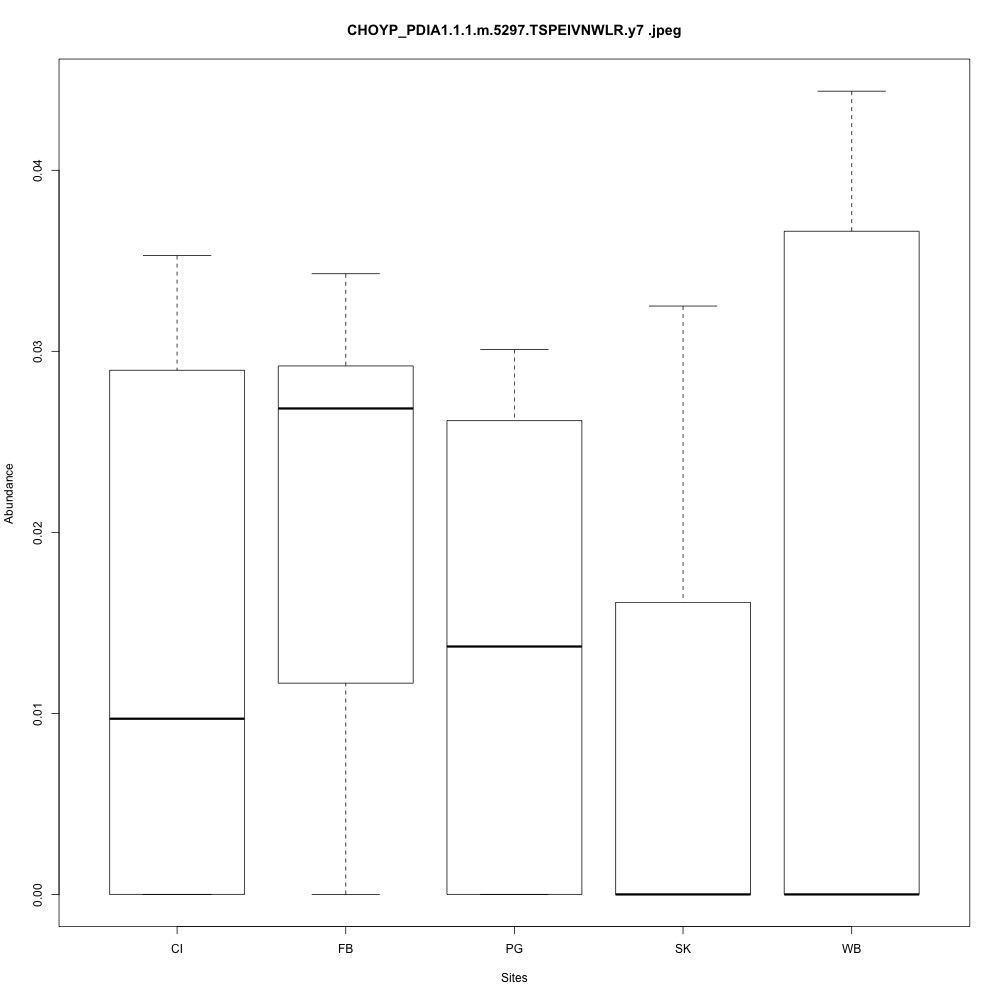 CHOYP_PDIA1.1.1.m.5297.TSPEIVNWLR.y7 .jpeg
Abundance
0.04
0.03
0.02
0.01
0.00
CI FB PG SK WB
Sites